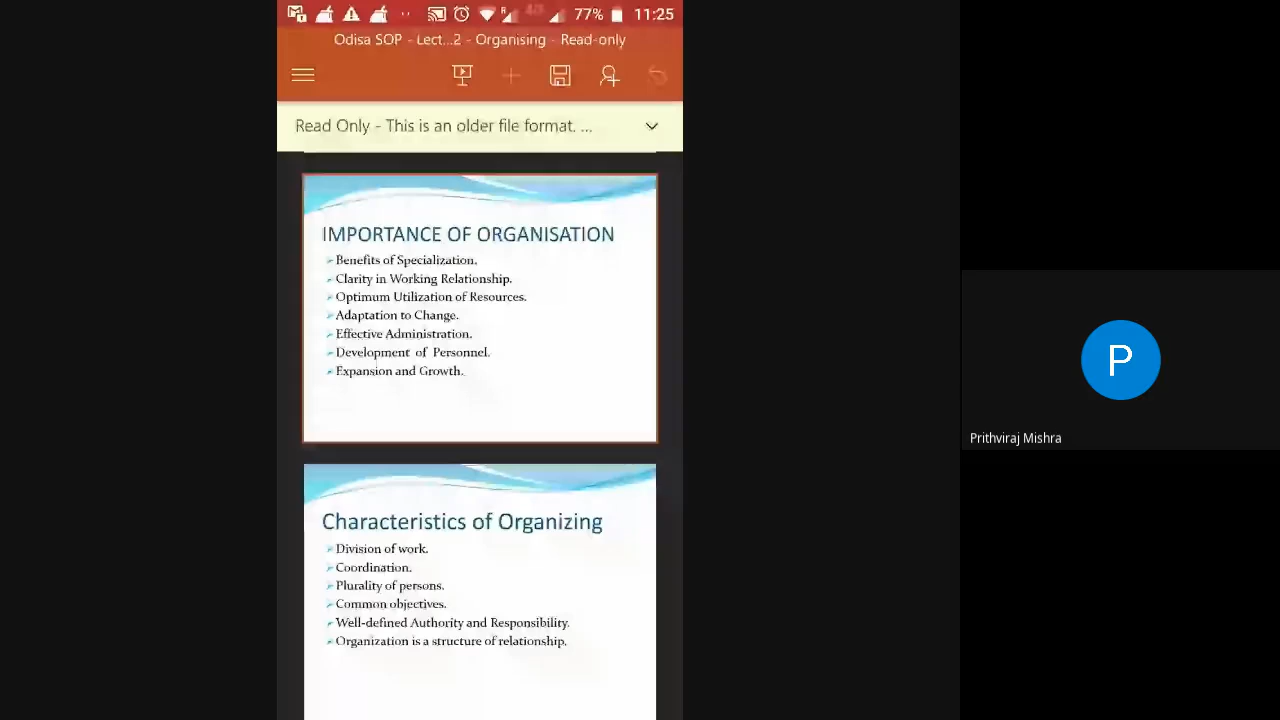 77% 11:25
Odisa SOP - Lect...2 - Organising - Read-only
Read Only - This is an older file format. ...
IMPORTANCE OF ORGANISATION
Benefits of Specialization.
Clarity in Working Relationship.
Optimum Utilization of Resources.
Adaptation to Change.
Effective Administration.
Development of Personnel.
Expansion and Growth.
Characteristics of Organizing
Division of work.
Coordination.
Plurality of persons.
Common objectives.
Well-defined Authority and Responsibility.
Organization is a structure of relationship.
P
Prithviraj Mishra